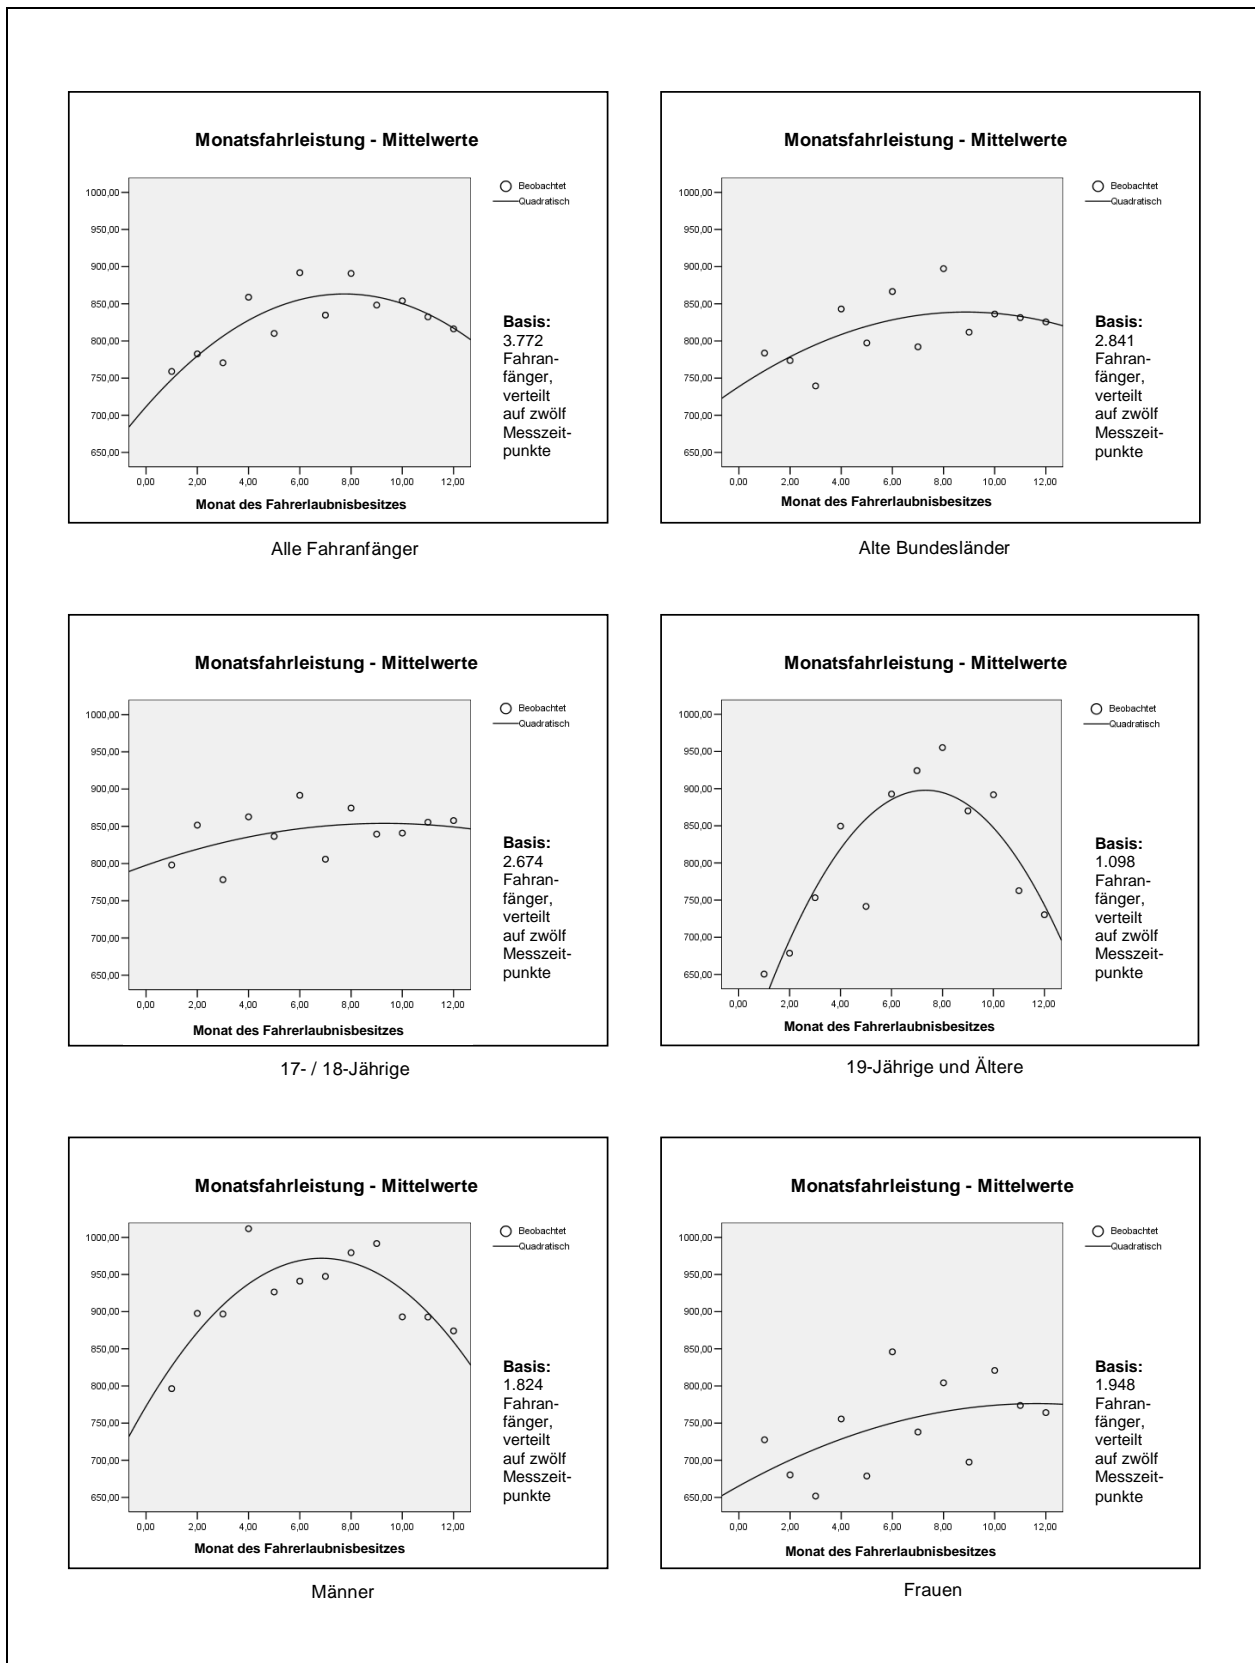 Monatsfahrleistung - Mittelwerte
1000,00
950,00
900,00
850,00
800,00
750,00
700,00
650,00
0,00 2,00 4,00 6,00 8,00 10,00 12,00
Monat des Fahrerlaubnisbesitzes
Beobachtet
Quadratisch
Basis:
3.772
Fahran-
fänger,
verteilt
auf zwölf
Messzeit-
punkte
Alle Fahranfänger
Monatsfahrleistung - Mittelwerte
1000,00
950,00
900,00
850,00
800,00
750,00
700,00
650,00
0,00 2,00 4,00 6,00 8,00 10,00 12,00
Monat des Fahrerlaubnisbesitzes
Beobachtet
Quadratisch
Basis:
2.841
Fahran-
fänger,
verteilt
auf zwölf
Messzeit-
punkte
Alte Bundesländer
Monatsfahrleistung - Mittelwerte
1000,00
950,00
900,00
850,00
800,00
750,00
700,00
650,00
0,00 2,00 4,00 6,00 8,00 10,00 12,00
Monat des Fahrerlaubnisbesitzes
Beobachtet
Quadratisch
Basis:
2.674
Fahran-
fänger,
verteilt
auf zwölf
Messzeit-
punkte
17- / 18-Jährige
Monatsfahrleistung - Mittelwerte
1000,00
950,00
900,00
850,00
800,00
750,00
700,00
650,00
0,00 2,00 4,00 6,00 8,00 10,00 12,00
Monat des Fahrerlaubnisbesitzes
Beobachtet
Quadratisch
Basis:
1.098
Fahran-
fänger,
verteilt
auf zwölf
Messzeit-
punkte
19-Jährige und Ältere
Monatsfahrleistung - Mittelwerte
1000,00
950,00
900,00
850,00
800,00
750,00
700,00
650,00
0,00 2,00 4,00 6,00 8,00 10,00 12,00
Monat des Fahrerlaubnisbesitzes
Beobachtet
Quadratisch
Basis:
1.824
Fahran-
fänger,
verteilt
auf zwölf
Messzeit-
punkte
Männer
Monatsfahrleistung - Mittelwerte
1000,00
950,00
900,00
850,00
800,00
750,00
700,00
650,00
0,00 2,00 4,00 6,00 8,00 10,00 12,00
Monat des Fahrerlaubnisbesitzes
Beobachtet
Quadratisch
Basis:
1.948
Fahran-
fänger,
verteilt
auf zwölf
Messzeit-
punkte
Frauen